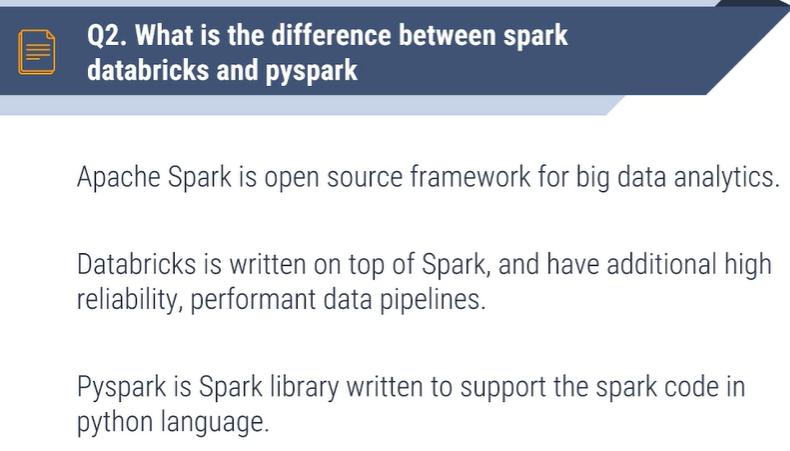 Q2. What is the difference between spark
databricks and pyspark
Apache Spark is open source framework for big data analytics.
Databricks is written on top of Spark, and have additional high
reliability, performant data pipelines.
Pyspark is Spark library written to support the spark code in
python language.